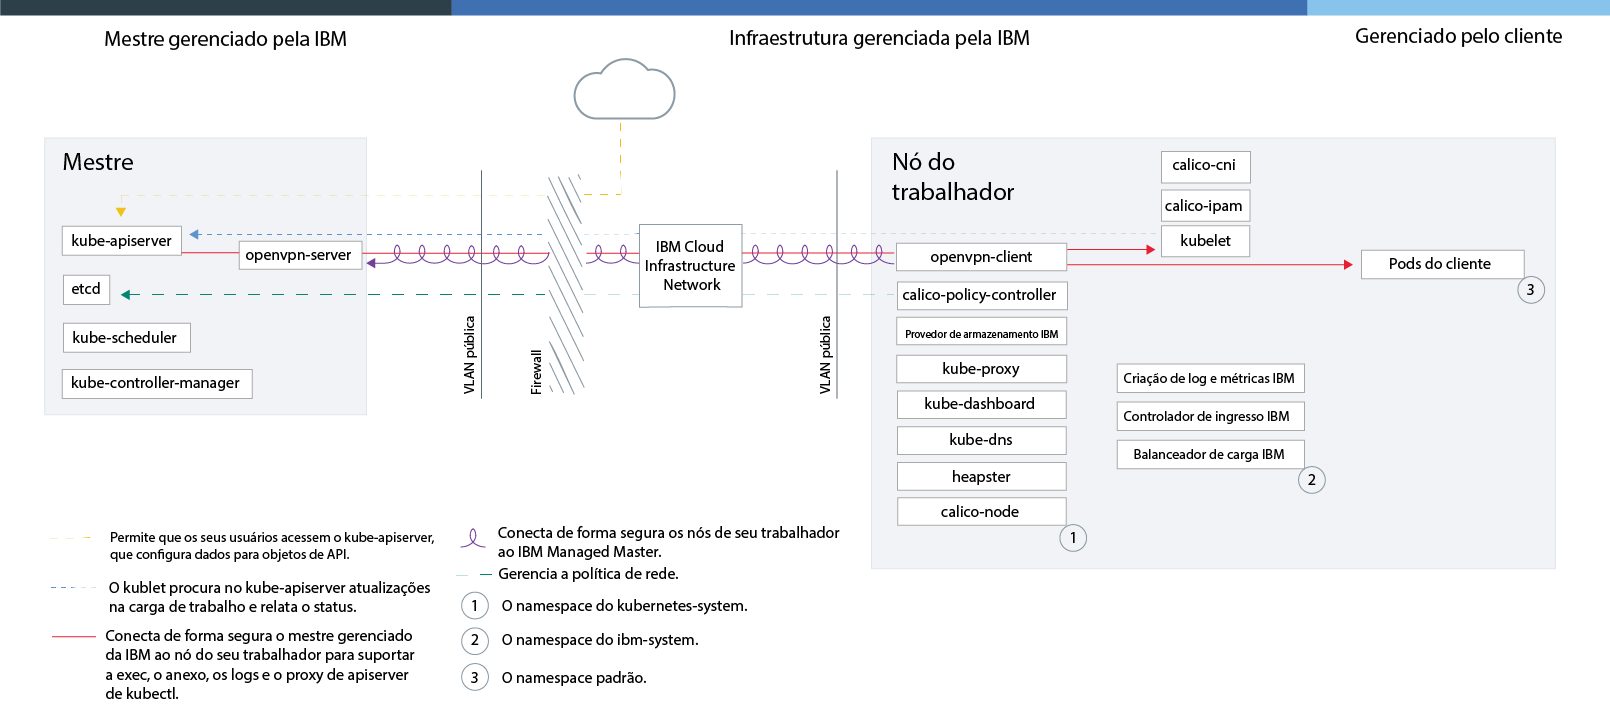 Mestre gerenciado pela IBM
Infraestrutura gerenciada pela IBM
Gerenciado pelo cliente
Mestre
kube-apiserver
openvpn-server
etcd
kube-scheduler
kube-controller-manager
VLAN pública
Firewall
IBM Cloud
Infrastructure
Network
VLAN pública
Nó do
trabalhador
calico-cni
calico-ipam
kubelet
openvpn-client
Pods do cliente
3
calico-policy-controller
Provedor de armazenamento IBM
kube-proxy
kube-dashboard
kube-dns
heapster
calico-node
1
Criação de log e métricas IBM
Controlador de ingresso IBM
Balanceador de carga IBM
2
Permite que os seus usuários acessem o kube-apiserver,
que configura dados para objetos de API.
O kublet procura no kube-apiserver atualizações
na carga de trabalho e relata o status.
Conecta de forma segura o mestre gerenciado
da IBM ao nó do seu trabalhador para suportar
a exec, o anexo, os logs e o proxy de apiserver
de kubectl.
Conecta de forma segura os nós de seu trabalhador
ao IBM Managed Master.
Gerencia a política de rede.
1 O namespace do kubernetes-system.
2 O namespace do ibm-system.
3 O namespace padrão.